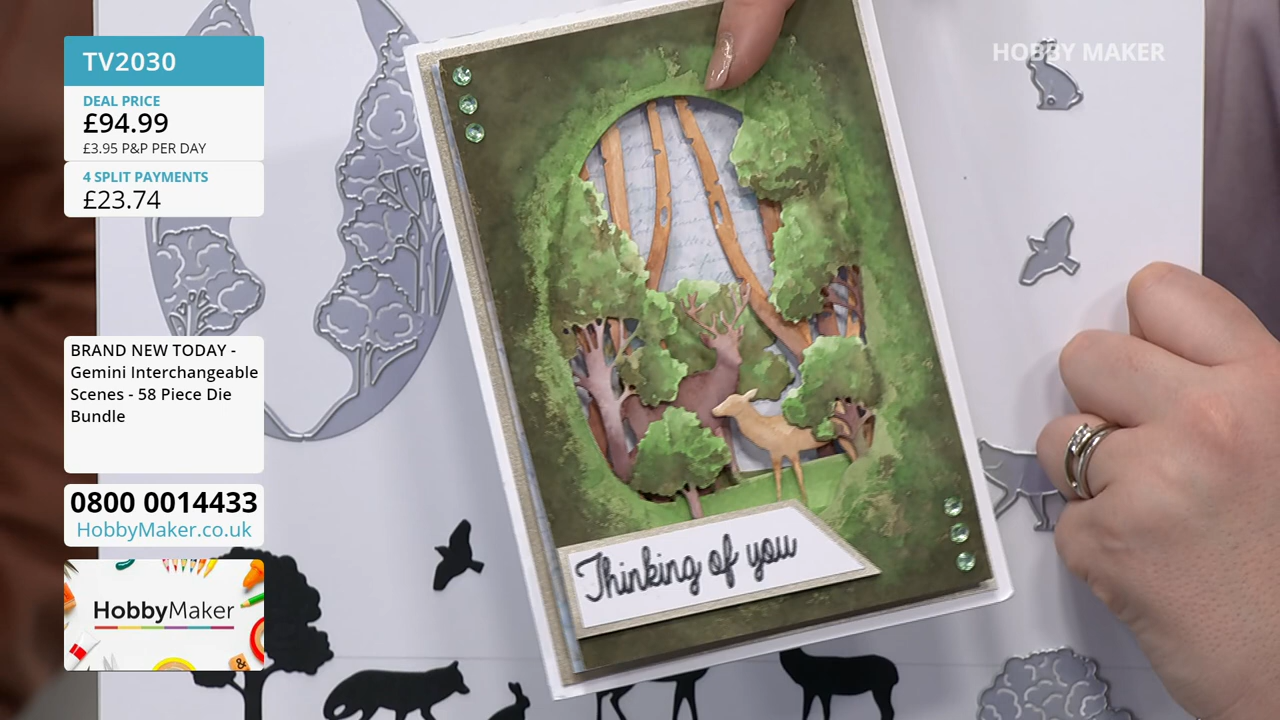 TV2030
DEAL PRICE
£94.99
£3.95 P&P PER DAY
4 SPLIT PAYMENTS
£23.74
BRAND NEW TODAY -
Gemini Interchangeable
Scenes - 58 Piece Die
Bundle
0800 0014433
HobbyMaker.co.uk
HobbyMaker
&
HOBBY MAKER
Thinking of you